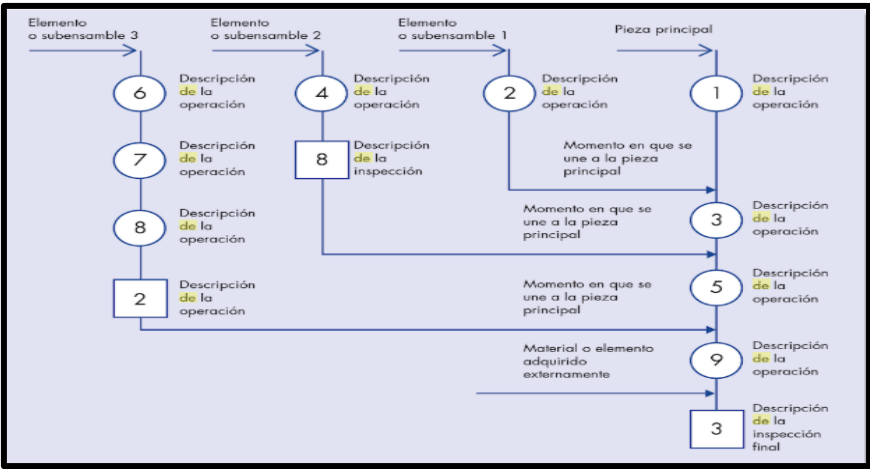 Elemento
o subensamble 3
Elemento
o subensamble 2
Elemento
o subensamble 1
Pieza principal
6
Descripción
de la
operación
4
Descripción
de la
operación
2
Descripción
de la
operación
1
Descripción
de la
operación
7
Descripción
de la
operación
8
Descripción
de la
inspección
Momento en que se
une a la pieza
principal
8
Descripción
de la
operación
Momento en que se
une a la pieza
principal
3
Descripción
de la
operación
2
Descripción
de la
operación
Momento en que se
une a la pieza
principal
5
Descripción
de la
operación
Material o elemento
adquirido
externamente
9
Descripción
de la
operación
3
Descripción
de la
inspección
final